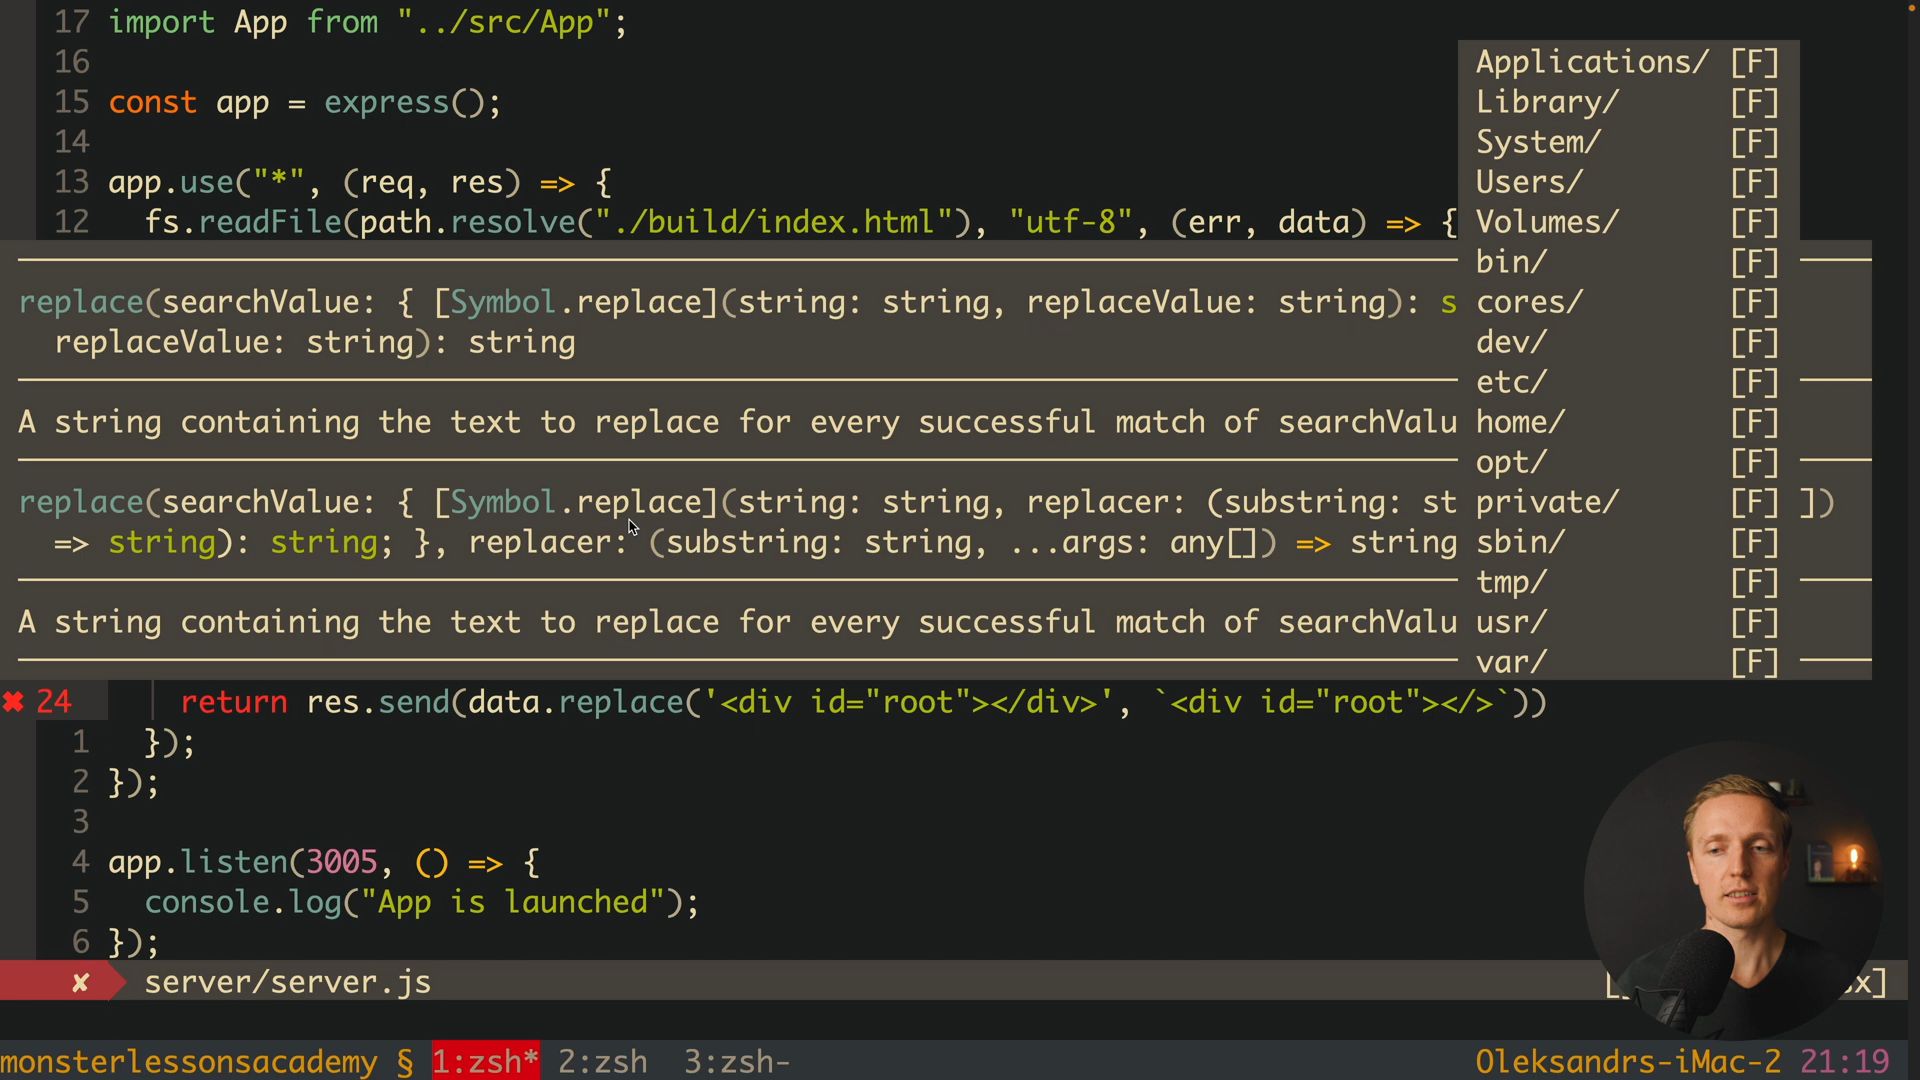 17 import App from "../src/App";
16
15 const app = express();
14
13 app.use("*", (req, res) => {
12 fs.readFile(path.resolve("./build/index.html"), "utf-8", (err, data) => {
Applications/ [F]
Library/ [F]
System/ [F]
Users/ [F]
Volumes/ [F]
bin/ [F]
replace(searchValue: { [Symbol.replace](string: string, replaceValue: string): s cores/ [F]
replaceValue: string): string dev/ [F]
etc/ [F]
A string containing the text to replace for every successful match of searchValu home/ [F]
opt/ [F]
replace(searchValue: { [Symbol.replace](string: string, replacer: (substring: st private/ [F] ])
=> string): string; }, replacer: (substring: string, ...args: any[]) => string sbin/ [F]
tmp/ [F]
A string containing the text to replace for every successful match of searchValu usr/ [F]
var/ [F]
✖ 24 return res.send(data.replace('<div id="root"></div>', `<div id="root"></>`))
1 });
2 });
3
4 app.listen(3005, () => {
5 console.log("App is launched");
6 });
✘ server/server.js [ x]
monsterlessonsacademy § 1:zsh* 2:zsh 3:zsh- Oleksandrs-iMac-2 21:19